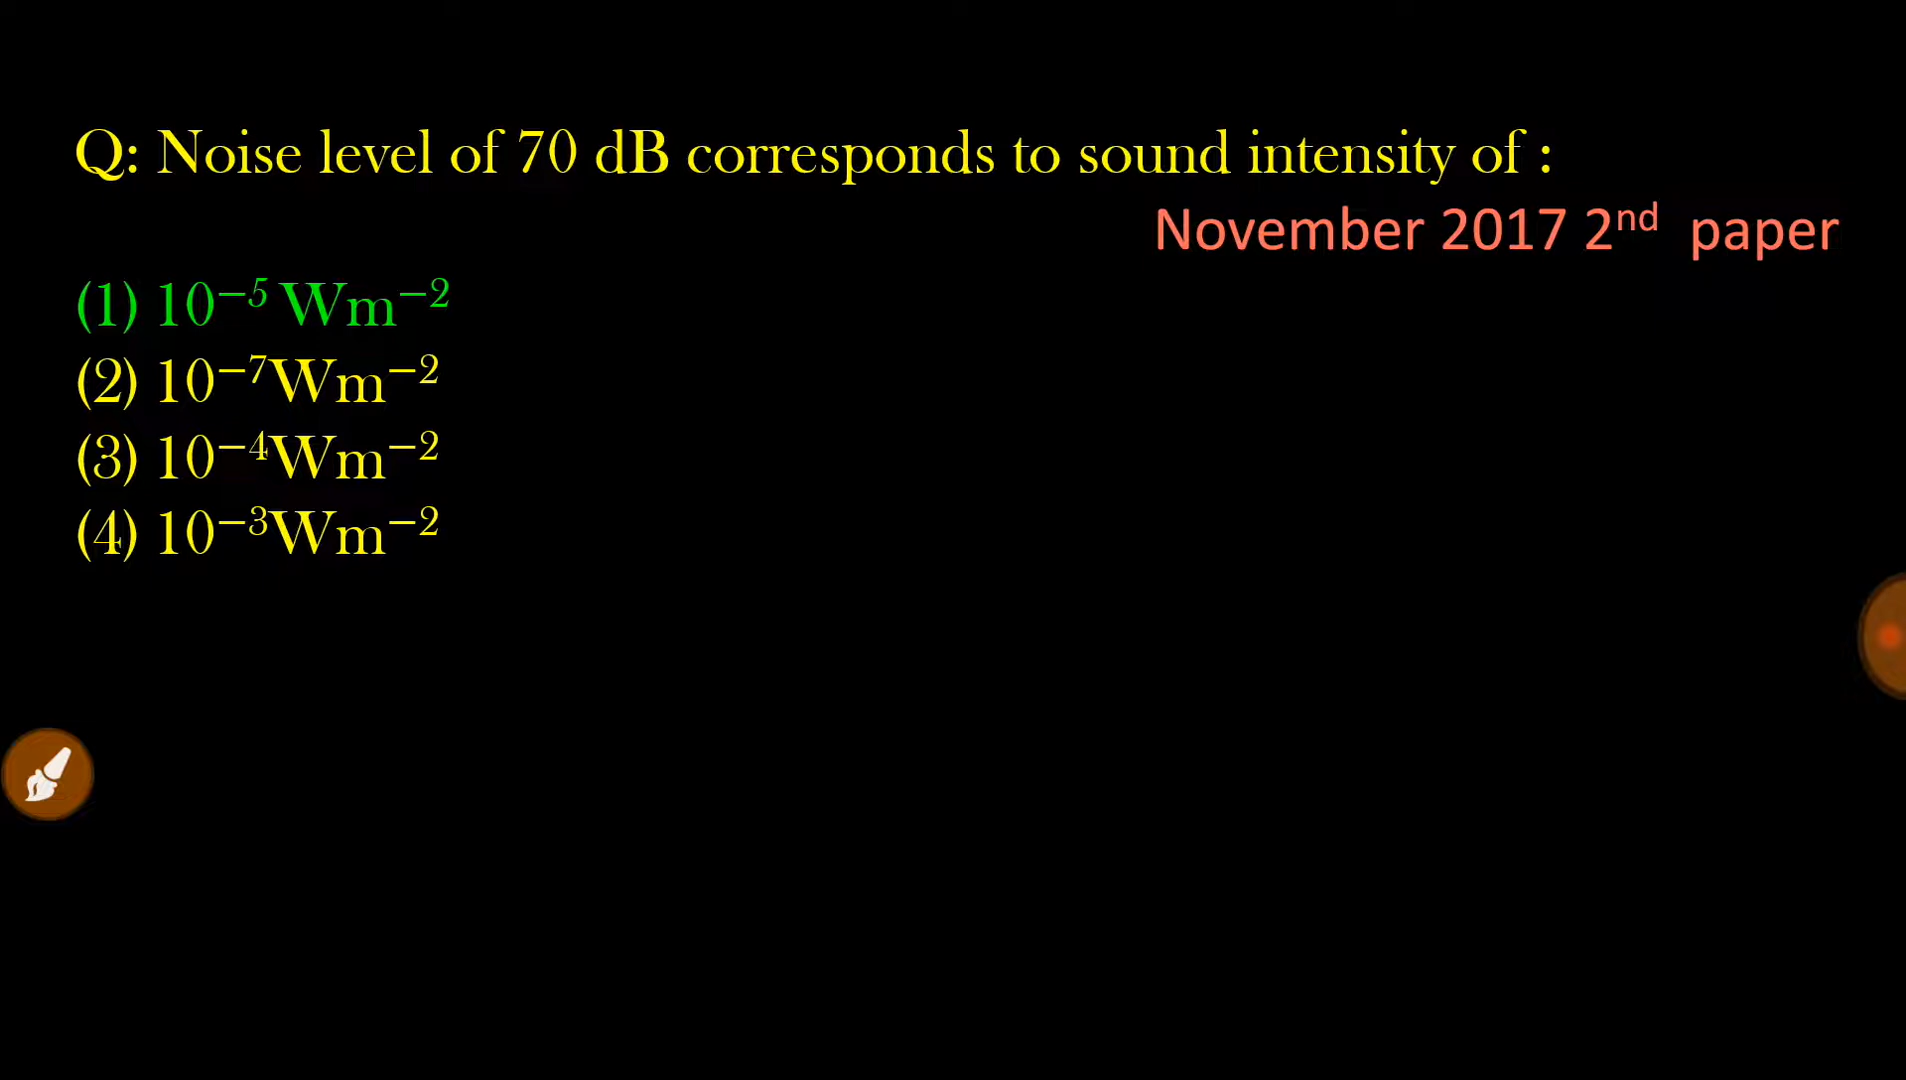 Q: Noise level of 70 dB corresponds to sound intensity of :
November 2017 2ⁿᵈ paper
(1) 10⁻⁵ Wm⁻²
(2) 10⁻⁷Wm⁻²
(3) 10⁻⁴Wm⁻²
(4) 10⁻³Wm⁻²